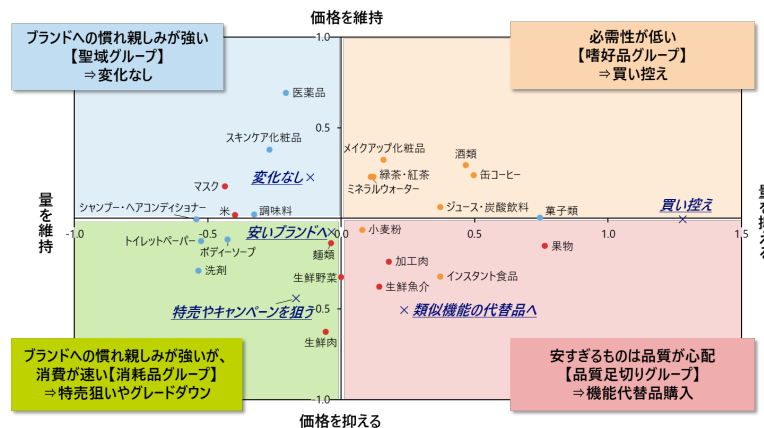 価格を維持
ブランドへの慣れ親しみが強い
【聖域グループ】
⇒変化なし
必需性が低い
【嗜好品グループ】
⇒買い控え
1.0
医薬品
0.5
スキンケア化粧品
メイクアップ化粧品
酒類
変化なし
緑茶・紅茶
缶コーヒー
マスク
ミネラルウォーター
シャンプー・ヘアコンディショナー
米
調味料
ジュース・炭酸飲料
菓子類
買い控え
量を維持
-1.0
-0.5
0.0
0.5
1.0
1.5
トイレットペーパー
ボディーソープ
安いブランドへ
小麦粉
麺類
果物
洗剤
加工肉
生鮮野菜
インスタント食品
生鮮魚介
特売やキャンペーンを狙う
-0.5
類似機能の代替品へ
生鮮肉
ブランドへの慣れ親しみが強いが、
消費が速い【消耗品グループ】
⇒特売狙いやグレードダウン
安すぎるものは品質が心配
【品質足切りグループ】
⇒機能代替品購入
-1.0
価格を抑える